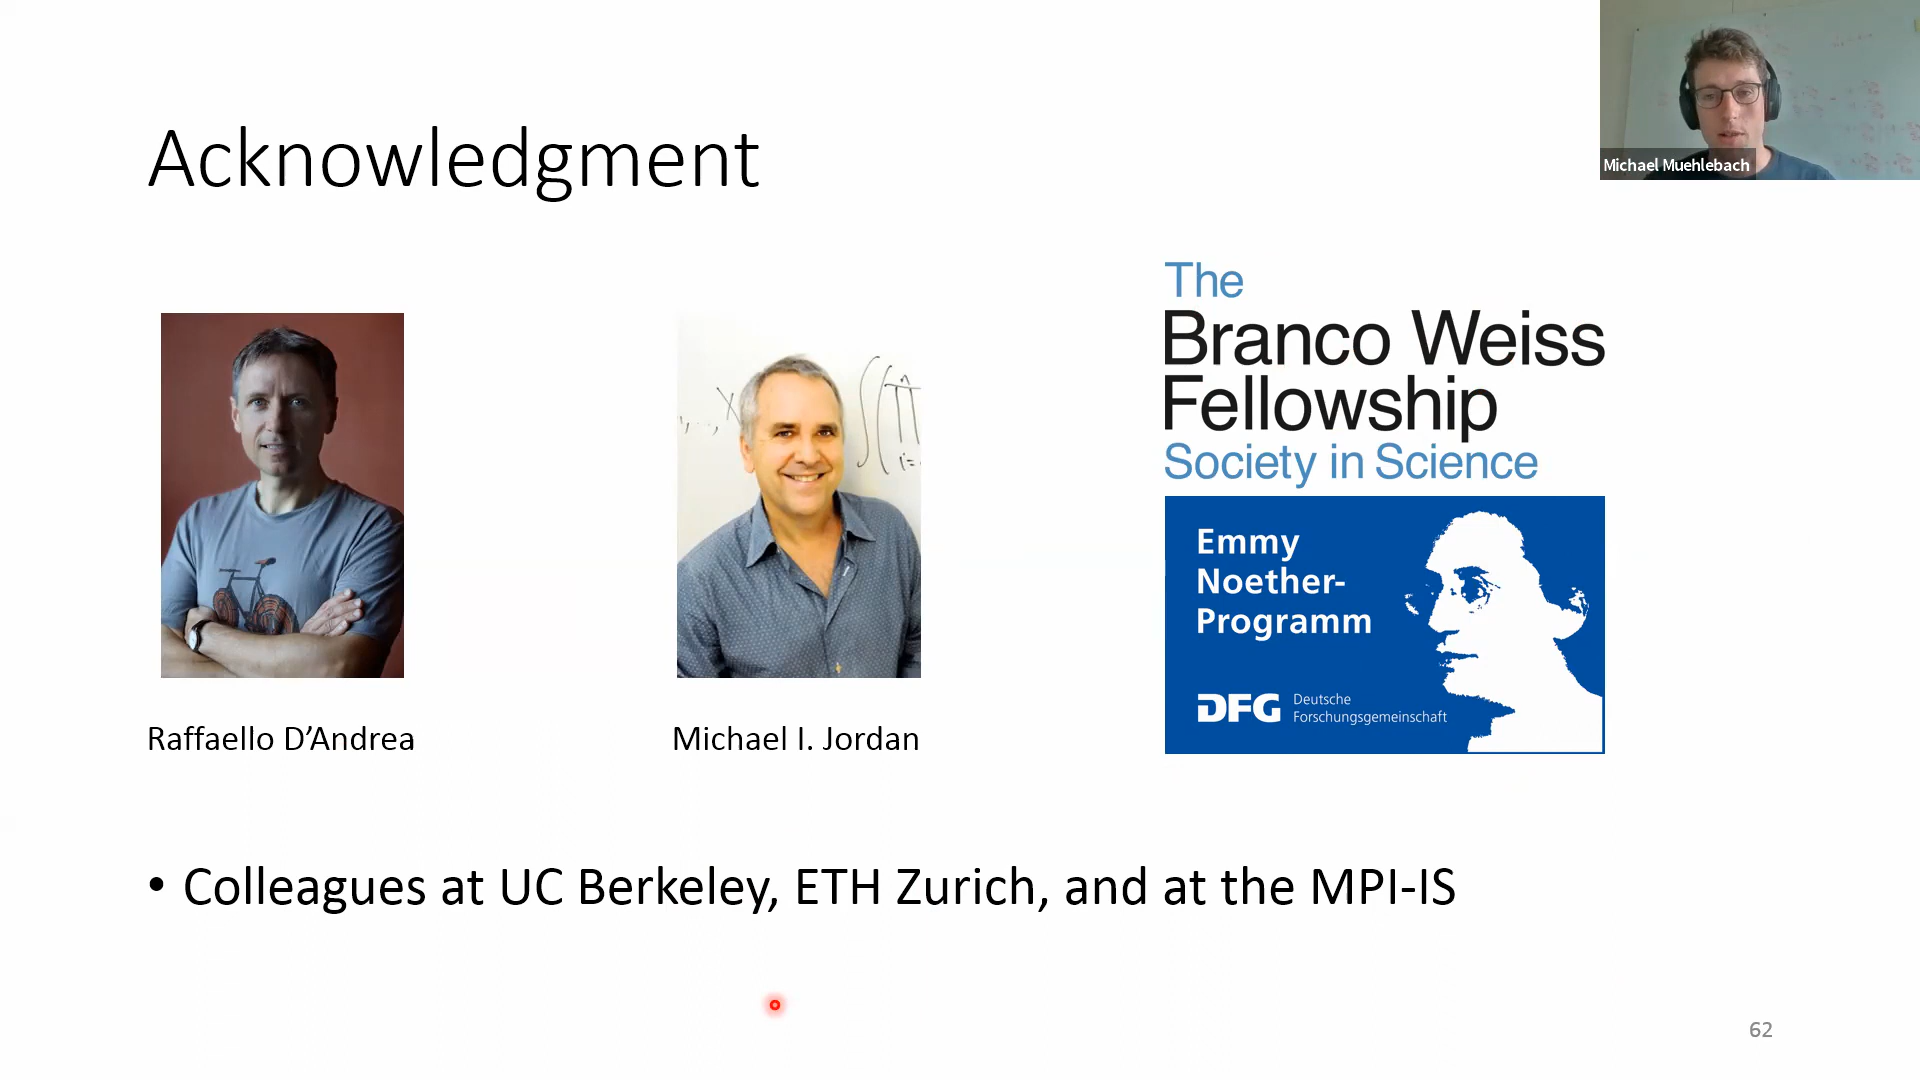 Acknowledgment
Michael Muehlebach
The
Branco Weiss
Fellowship
Society in Science
Emmy
Noether-
Programm
DFG Deutsche
Forschungsgemeinschaft
Raffaello D’Andrea
Michael I. Jordan
• Colleagues at UC Berkeley, ETH Zurich, and at the MPI-IS
62